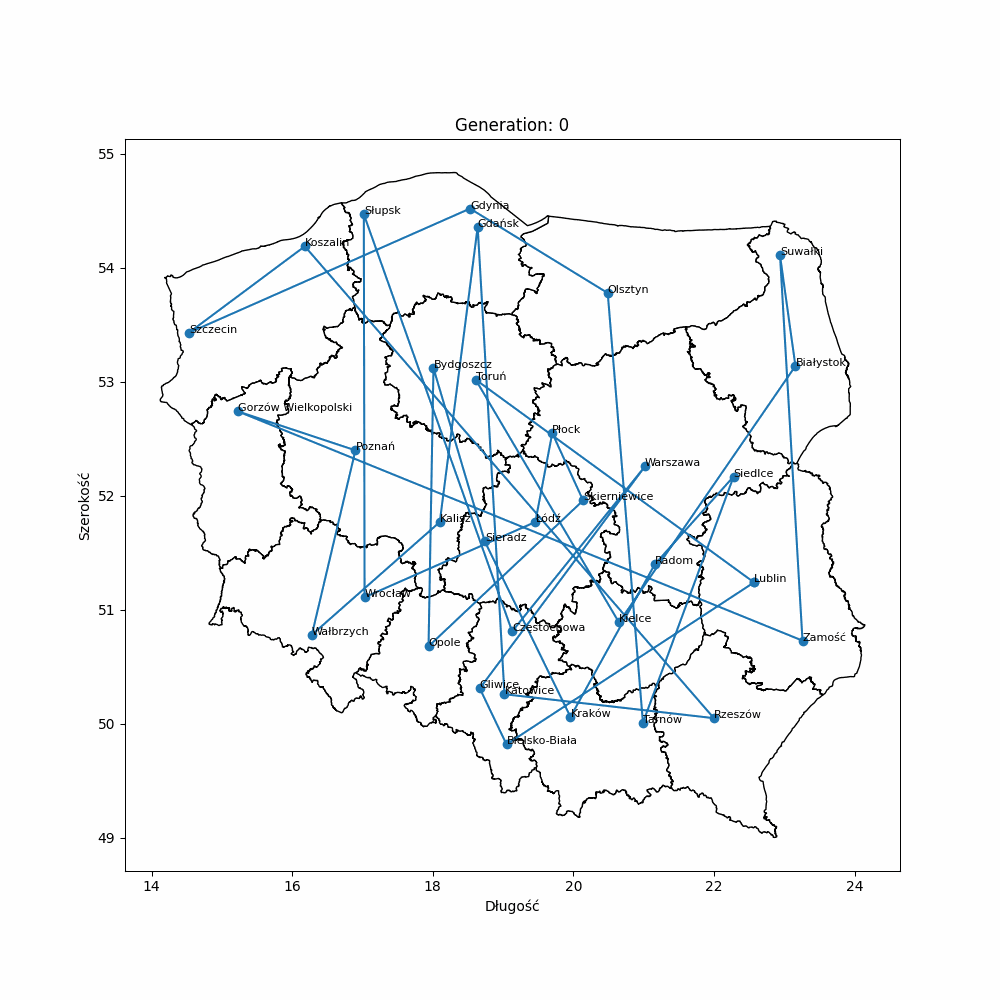 Generation: 0
55
54
53
52
51
50
49
Szerokość
Słupsk
Gdynia
Gdańsk
Koszalin
Suwałki
Olsztyn
Szczecin
Białystok
Bydgoszcz
Toruń
Gorzów Wielkopolski
Płock
Poznań
Warszawa
Siedlce
Skierniewice
Kalisz
Łódź
Sieradz
Radom
Lublin
Wrocław
Kielce
Wałbrzych
Częstochowa
Zamość
Opole
Gliwice
Katowice
Kraków
Tarnów
Rzeszów
Bielsko-Biała
14
16
18
20
22
24
Długość